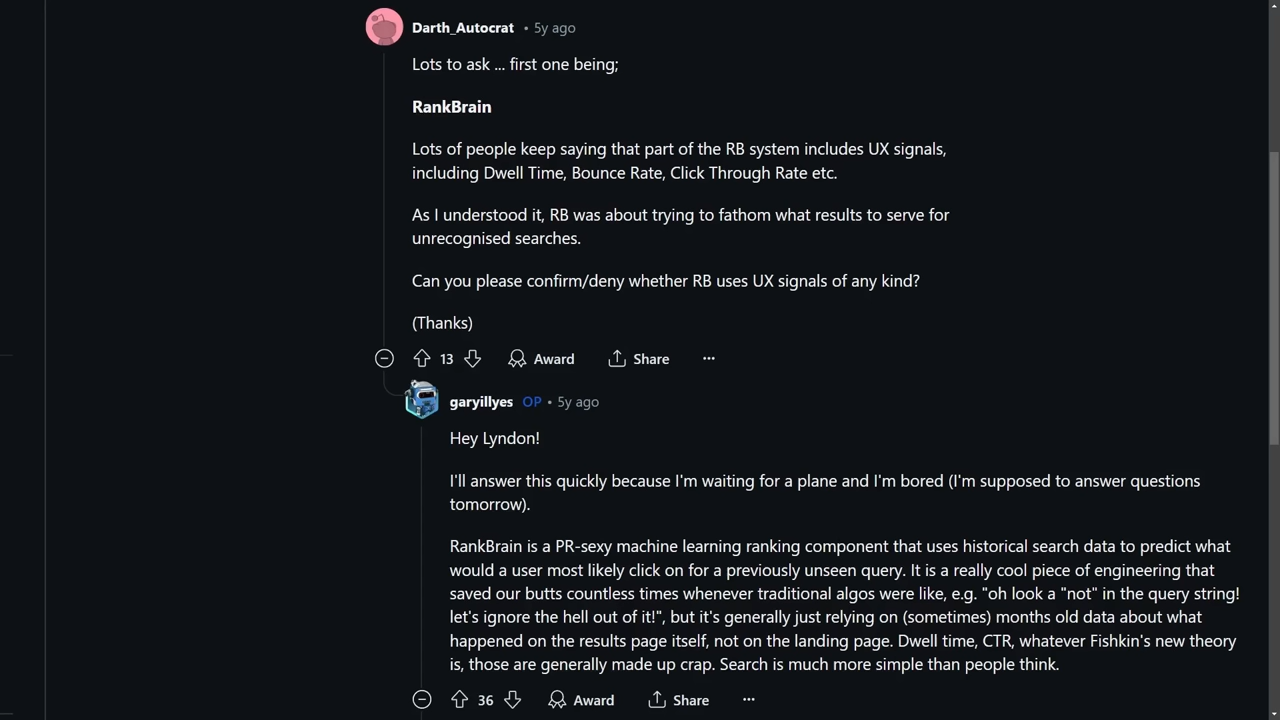 Darth_Autocrat • 5y ago
Lots to ask ... first one being;
RankBrain
Lots of people keep saying that part of the RB system includes UX signals,
including Dwell Time, Bounce Rate, Click Through Rate etc.
As I understood it, RB was about trying to fathom what results to serve for
unrecognised searches.
Can you please confirm/deny whether RB uses UX signals of any kind?
(Thanks)
13 Award Share ...
garyillyes OP • 5y ago
Hey Lyndon!
I'll answer this quickly because I'm waiting for a plane and I'm bored (I'm supposed to answer questions
tomorrow).
RankBrain is a PR-sexy machine learning ranking component that uses historical search data to predict what
would a user most likely click on for a previously unseen query. It is a really cool piece of engineering that
saved our butts countless times whenever traditional algos were like, e.g. "oh look a "not" in the query string!
let's ignore the hell out of it!", but it's generally just relying on (sometimes) months old data about what
happened on the results page itself, not on the landing page. Dwell time, CTR, whatever Fishkin's new theory
is, those are generally made up crap. Search is much more simple than people think.
36 Award Share ...